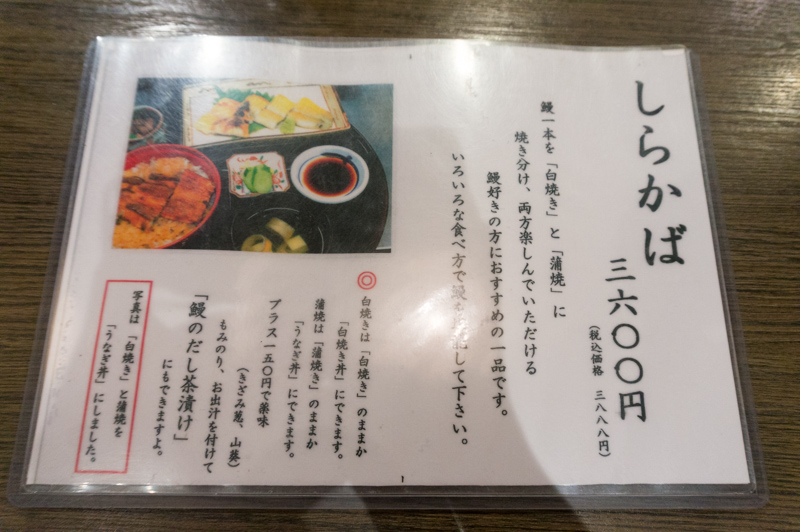 しらかば
三六〇〇円
(税込価格 三八八八円)
鰻一本を「白焼き」と「蒲焼」に
焼き分け、両方楽しんでいただける
鰻好きの方におすすめの一品です。
いろいろな食べ方で鰻を して下さい。
◎
白焼きは「白焼き」のままか
「白焼き丼」にできます。
蒲焼は「蒲焼き」のままか
「うなぎ丼」にできます。
プラス一五〇円で薬味
(きざみ葱、山葵)
もみのり、お出汁を付けて
「鰻のだし茶漬け」
にもできますよ。
写真は「白焼き」と蒲焼を
「うなぎ丼」にしました。